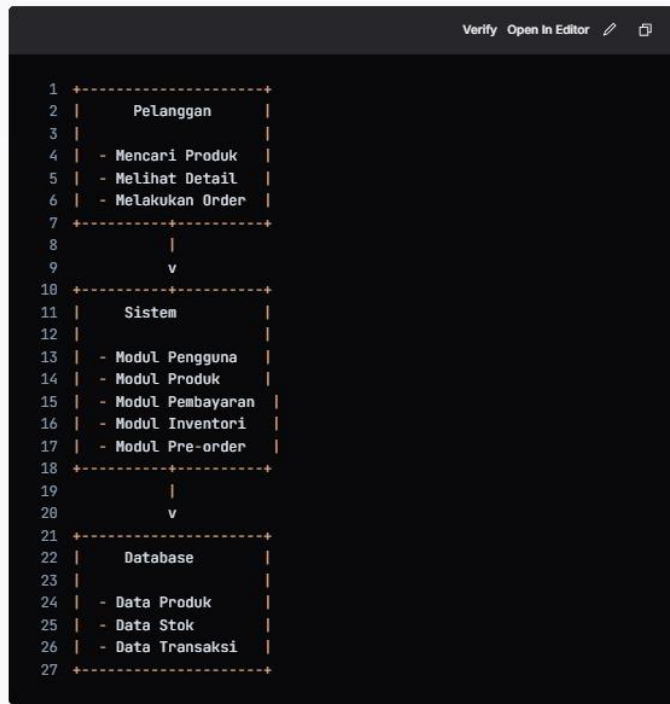 Verify Open In Editor
1 +---------------------+
2 |      Pelanggan      |
3 |                     |
4 |  - Mencari Produk   |
5 |  - Melihat Detail   |
6 |  - Melakukan Order  |
7 +----------+----------+
8            |
9            v
10 +----------+----------+
11 |     Sistem          |
12 |                     |
13 |  - Modul Pengguna   |
14 |  - Modul Produk     |
15 |  - Modul Pembayaran  |
16 |  - Modul Inventori   |
17 |  - Modul Pre-order   |
18 +----------+----------+
19            |
20            v
21 +---------------------+
22 |     Database        |
23 |                     |
24 |  - Data Produk      |
25 |  - Data Stok        |
26 |  - Data Transaksi   |
27 +---------------------+